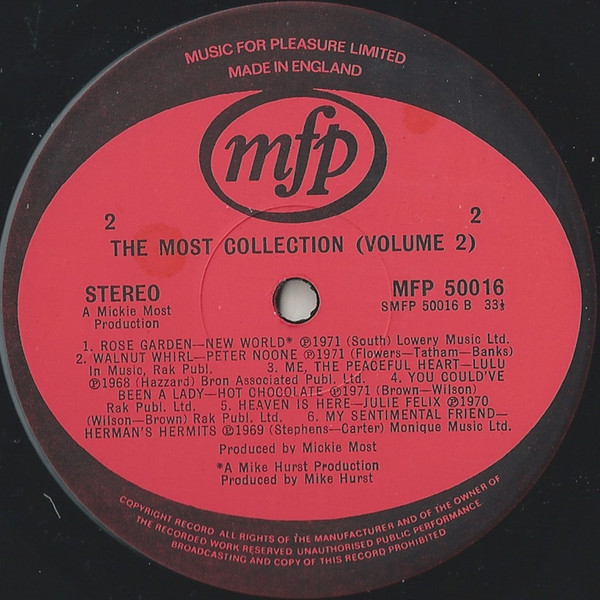 MUSIC FOR PLEASURE LIMITED
MADE IN ENGLAND
mfp
2 2
THE MOST COLLECTION (VOLUME 2)
STEREO MFP 50016
A Mickie Most SMFP 50016 B 33⅓
Production
1. ROSE GARDEN—NEW WORLD* ℗1971 (South) Lowery Music Ltd.
2. WALNUT WHIRL—PETER NOONE ℗1971 (Flowers—Tatham—Banks)
In Music, Rak Publ. 3. ME, THE PEACEFUL HEART—LULU
℗1968 (Hazzard) Bron Associated Publ. Ltd. 4. YOU COULD'VE
BEEN A LADY—HOT CHOCOLATE ℗1971 (Brown—Wilson)
Rak Publ. Ltd. 5. HEAVEN IS HERE—JULIE FELIX ℗1970
(Wilson—Brown) Rak Publ. Ltd. 6. MY SENTIMENTAL FRIEND—
HERMAN'S HERMITS ℗1969 (Stephens—Carter) Monique Music Ltd.
Produced by Mickie Most
*A Mike Hurst Production
Produced by Mike Hurst
COPYRIGHT RECORD ALL RIGHTS OF THE MANUFACTURER AND OF THE OWNER OF
THE RECORDED WORK RESERVED UNAUTHORISED PUBLIC PERFORMANCE
BROADCASTING AND COPY OF THIS RECORD PROHIBITED